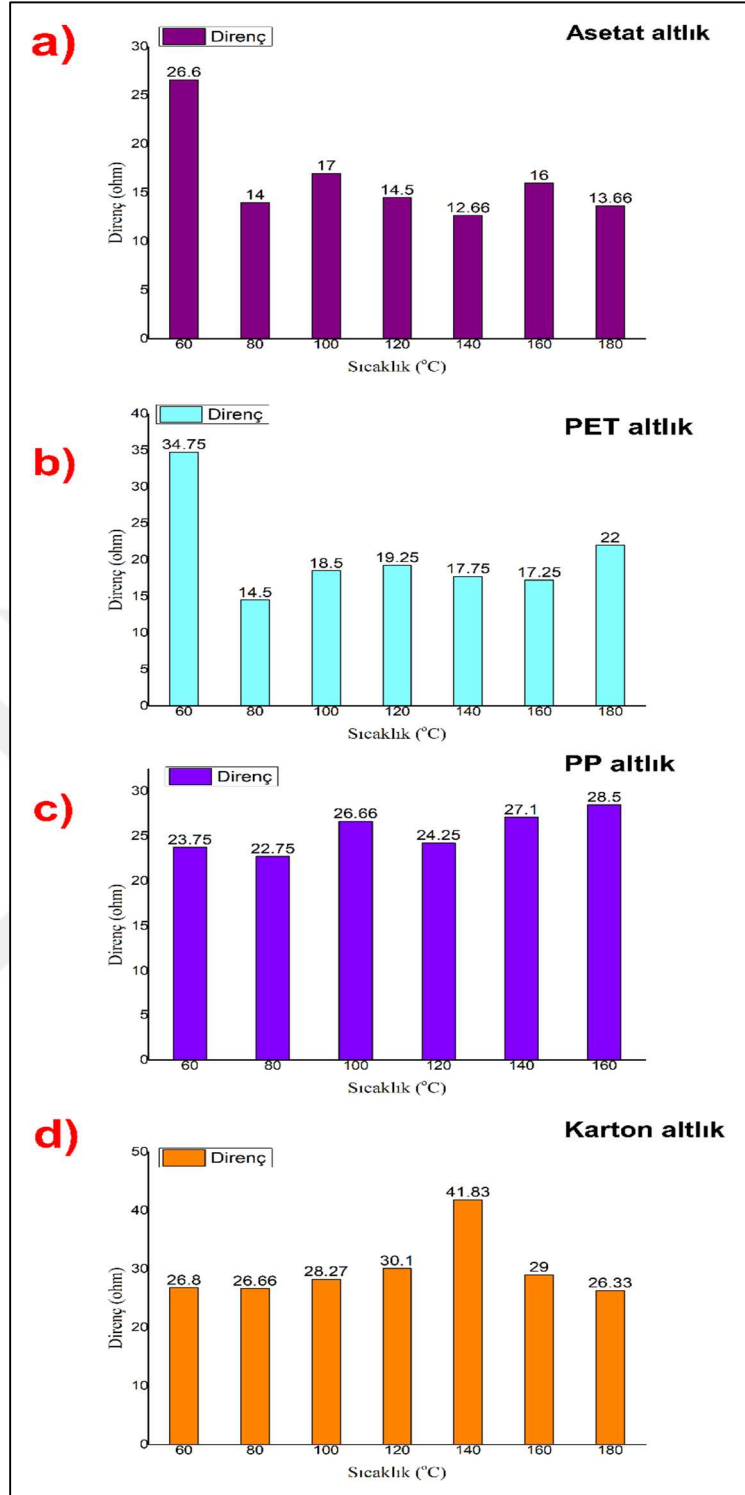 a)
Direnç
Asetat altlık
30
25
20
15
10
5
0
26.6
14
17
14.5
12.66
16
13.66
Direnç (ohm)
60 80 100 120 140 160 180
Sıcaklık (°C)
b)
Direnç
PET altlık
40
35
30
25
20
15
10
5
0
34.75
14.5
18.5
19.25
17.75
17.25
22
Direnç (ohm)
60 80 100 120 140 160 180
Sıcaklık (°C)
PP altlık
c)
Direnç
30
25
20
25
15
10
5
0
23.75
22.75
26.66
24.25
27.1
28.5
Direnç (ohm)
60 80 100 120 140 160
Sıcaklık (°C)
d)
Karton altlık
Direnç
50
40
30
20
10
0
26.8
26.66
28.27
30.1
41.83
29
26.33
Direnç (ohm)
60 80 100 120 140 160 180
Sıcaklık (°C)